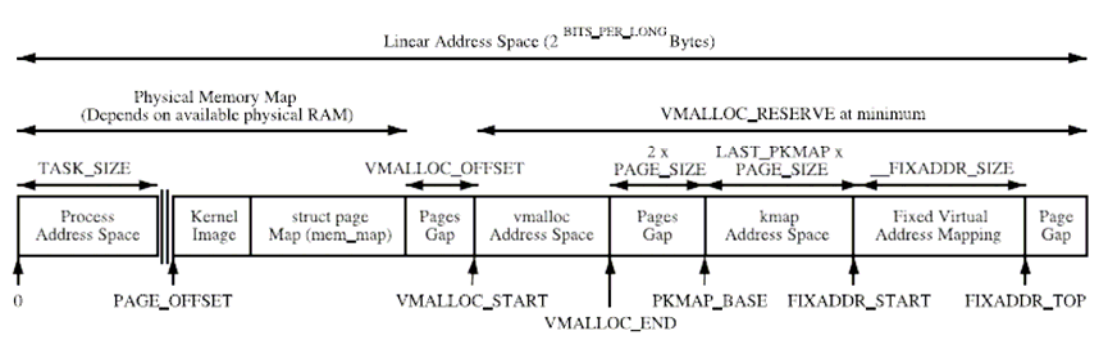 Linear Address Space (2 BITS_PER_LONG Bytes)
Physical Memory Map
(Depends on available physical RAM)
VMALLOC_RESERVE at minimum
TASK_SIZE
VMALLOC_OFFSET
2 x
PAGE_SIZE
LAST_PKMAP x
PAGE_SIZE
__FIXADDR_SIZE
Process
Address Space
Kernel
Image
struct page
Map (mem_map)
Pages
Gap
vmalloc
Address Space
Pages
Gap
kmap
Address Space
Fixed Virtual
Address Mapping
Page
Gap
0
PAGE_OFFSET
VMALLOC_START
VMALLOC_END
PKMAP_BASE
FIXADDR_START
FIXADDR_TOP